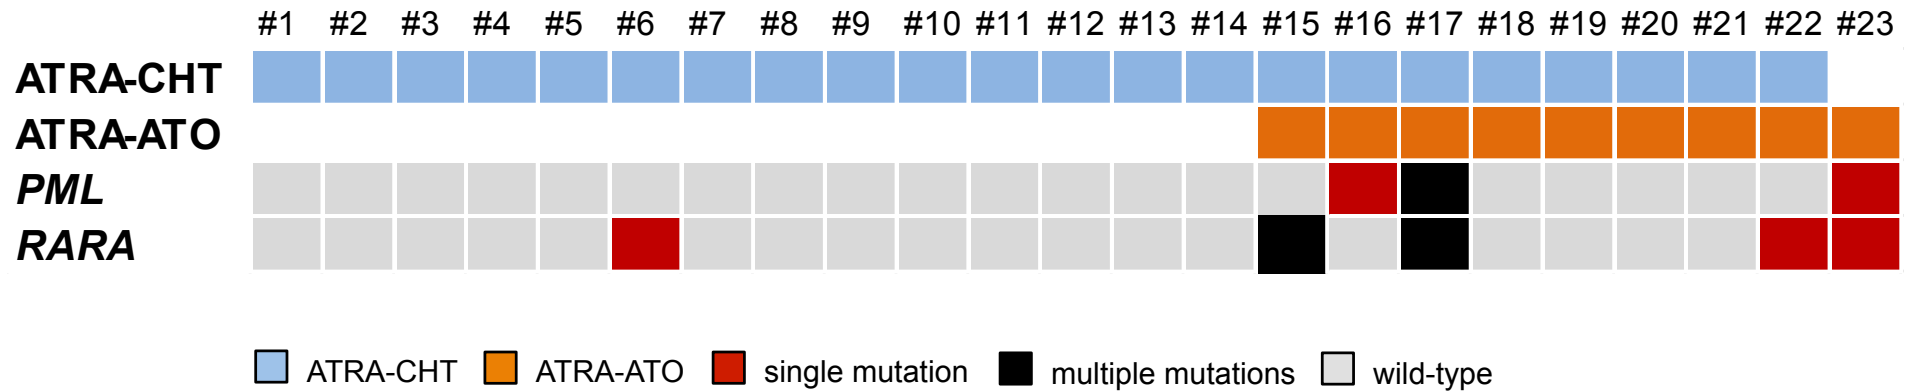 #1 #2 #3 #4 #5 #6 #7 #8 #9 #10 #11 #12 #13 #14 #15 #16 #17 #18 #19 #20 #21 #22 #23
ATRA-CHT
ATRA-ATO
PML
RARA
ATRA-CHT ATRA-ATO single mutation multiple mutations wild-type